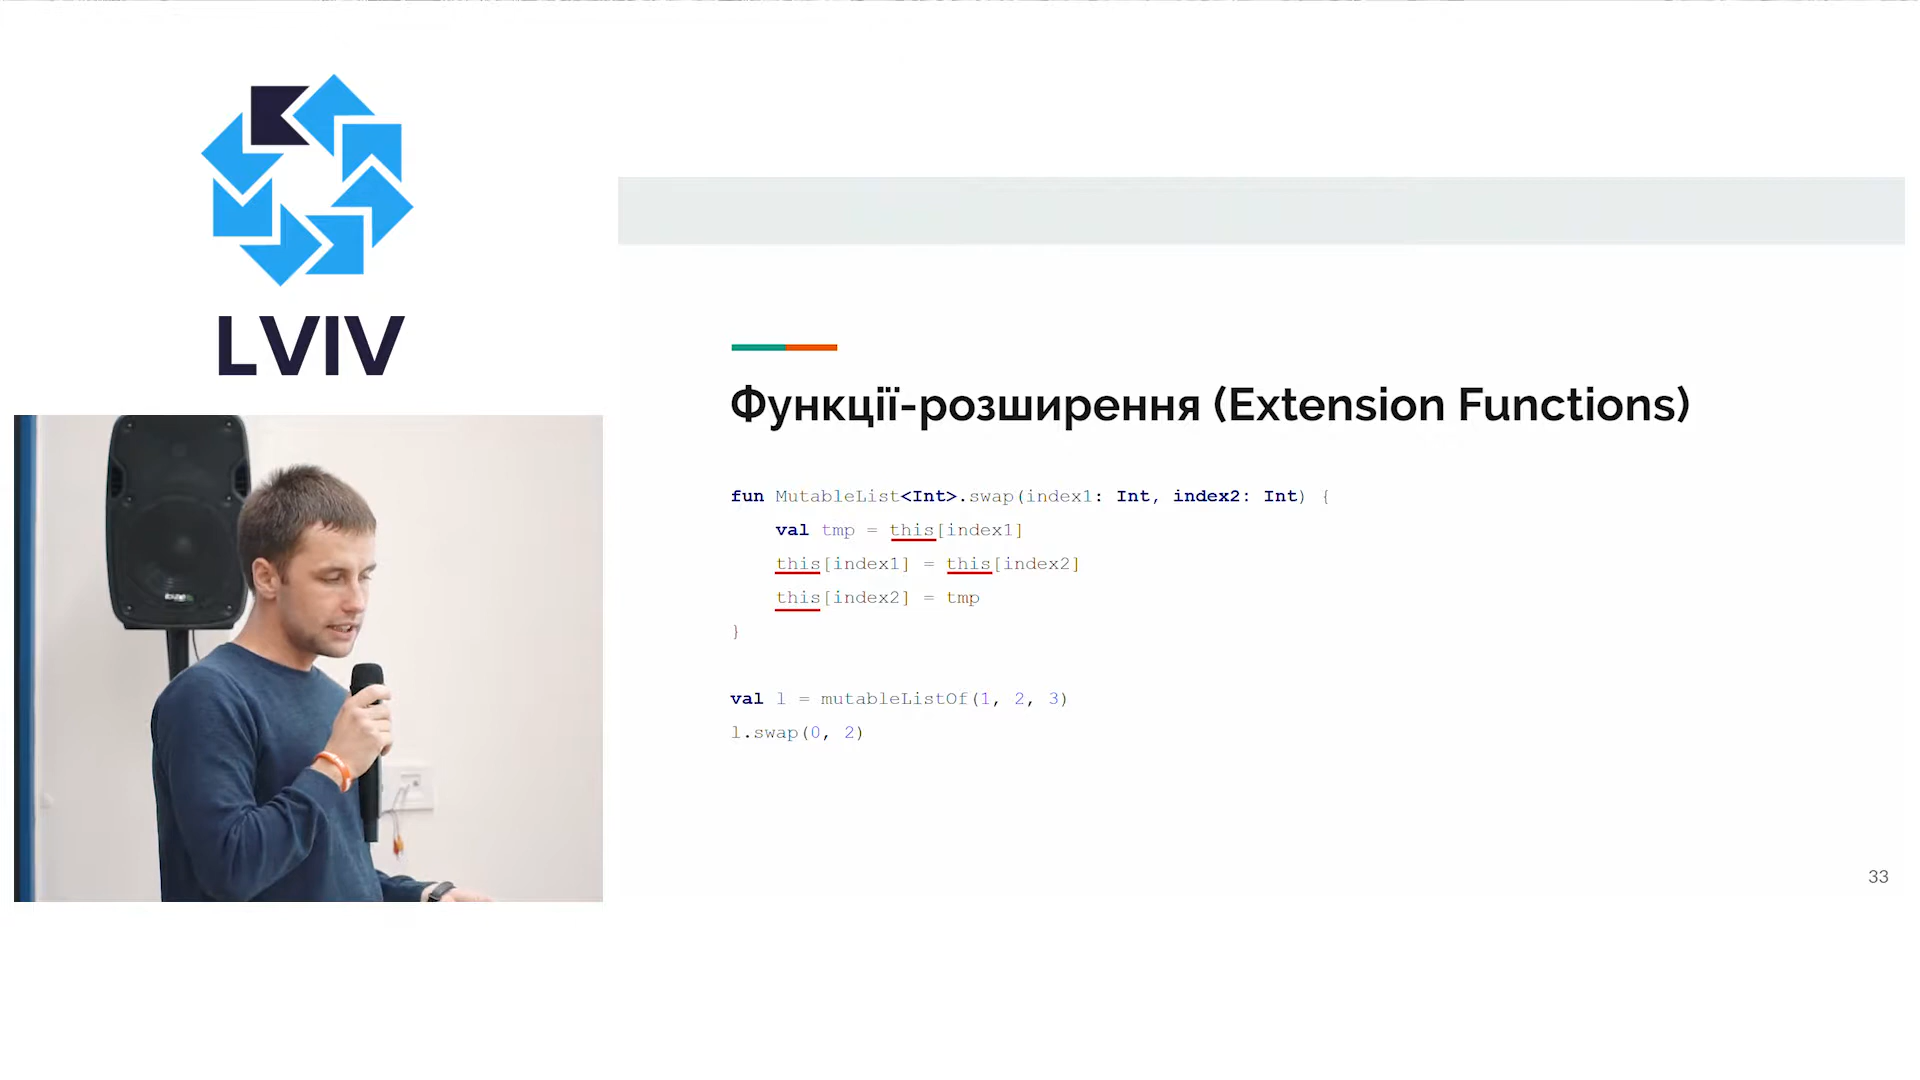 LVIV
Функції-розширення (Extension Functions)
fun MutableList<Int>.swap(index1: Int, index2: Int) {
    val tmp = this[index1]
    this[index1] = this[index2]
    this[index2] = tmp
}
val l = mutableListOf(1, 2, 3)
l.swap(0, 2)
33